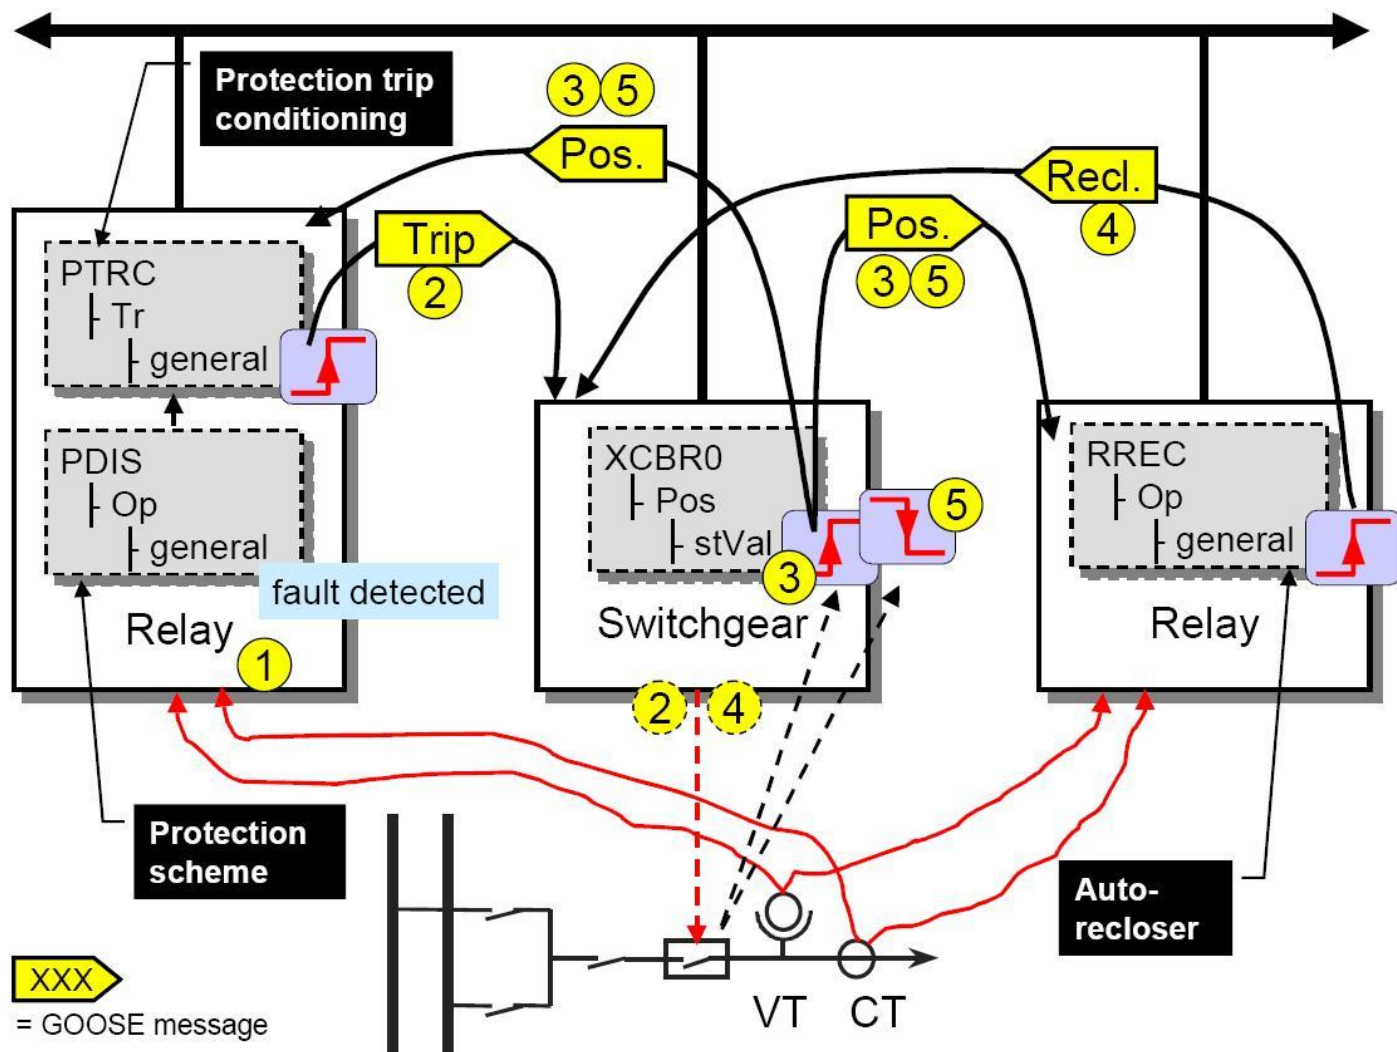 Protection trip
conditioning
3 5
Pos.
Recl.
4
Trip
2
Pos.
3 5
PTRC
Tr
general
PDIS
Op
general
fault detected
Relay
1
XCBR0
Pos
stVal
3
5
Switchgear
2 4
RREC
Op
general
Relay
Protection
scheme
Auto-
recloser
VT CT
XXX
= GOOSE message